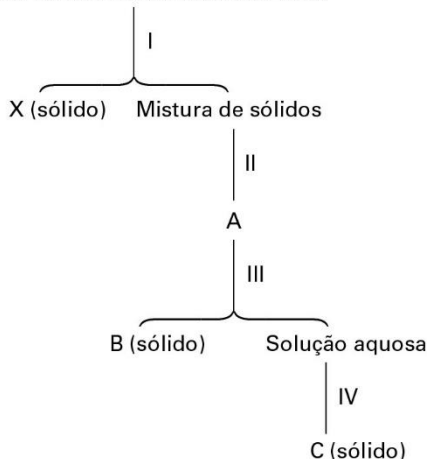 I
X (sólido) Mistura de sólidos
II
A
III
B (sólido) Solução aquosa
IV
C (sólido)